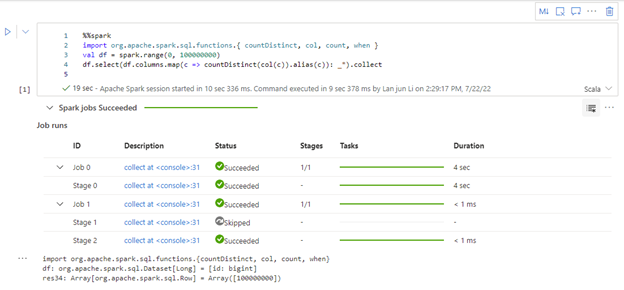 M↓
1 %%spark
2 import org.apache.spark.sql.functions.{ countDistinct, col, count, when }
3 val df = spark.range(0, 100000000)
4 df.select(df.columns.map(c => countDistinct(col(c)).alias(c)): _").collect
5
[1]
19 sec - Apache Spark session started in 10 sec 336 ms. Command executed in 9 sec 378 ms by Lan jun Li on 2:29:17 PM, 7/22/22
Scala
Spark jobs Succeeded
Job runs
ID Description Status Stages Tasks Duration
Job 0 collect at <console>:31 Succeeded 1/1 4 sec
Stage 0 collect at <console>:31 Succeeded - 4 sec
Job 1 collect at <console>:31 Succeeded 1/1 < 1 ms
Stage 1 collect at <console>:31 Skipped - -
Stage 2 collect at <console>:31 Succeeded - < 1 ms
import org.apache.spark.sql.functions.{countDistinct, col, count, when}
df: org.apache.spark.sql.Dataset[Long] = [id: bigint]
res34: Array[org.apache.spark.sql.Row] = Array([100000000])